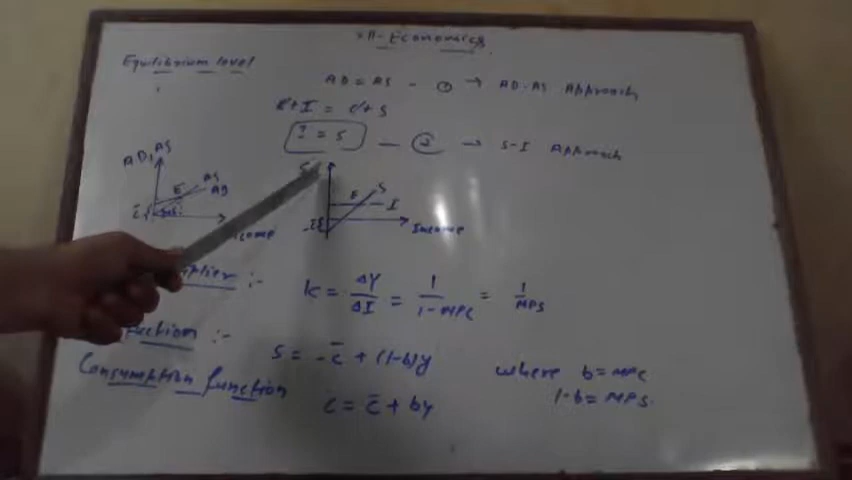 Economics
Equilibrium level
AD = AS - ① → AD-AS Approach
C + I = C + S
I = S — ② → S-I Approach
AD, AS
AS
AD
E
S
E
I
Income
Income
K = ΔY/ΔI = 1/1-MPC = 1/MPS
:-
:-
S = -c̄ + (1-b)y
where b = MPC
1-b = MPS
Consumption function
c = c̄ + by